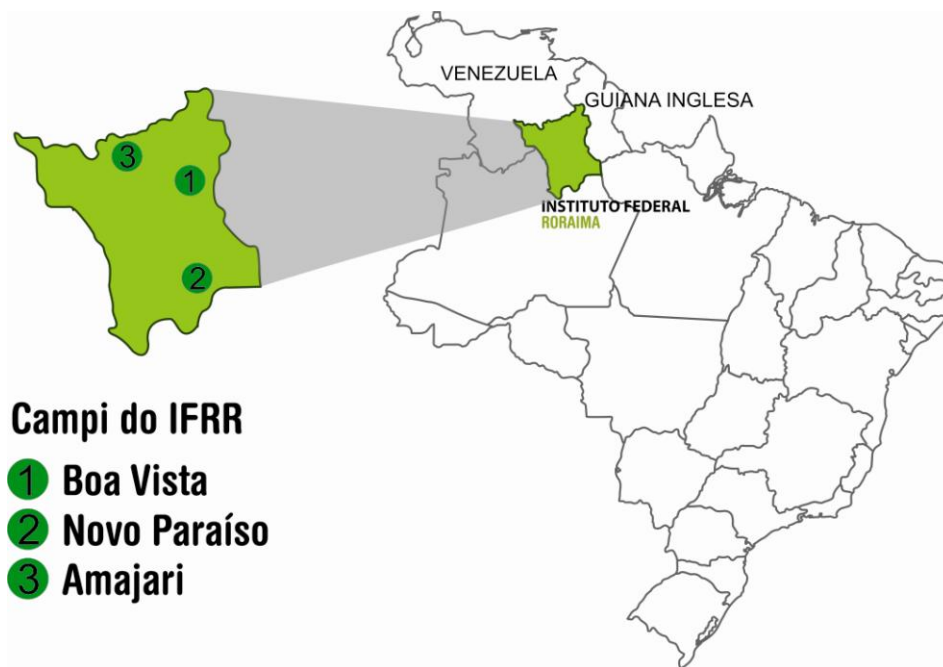 VENEZUELA
GUIANA INGLESA
INSTITUTO FEDERAL
RORAIMA
3
1
2
Campi do IFRR
1 Boa Vista
2 Novo Paraíso
3 Amajari